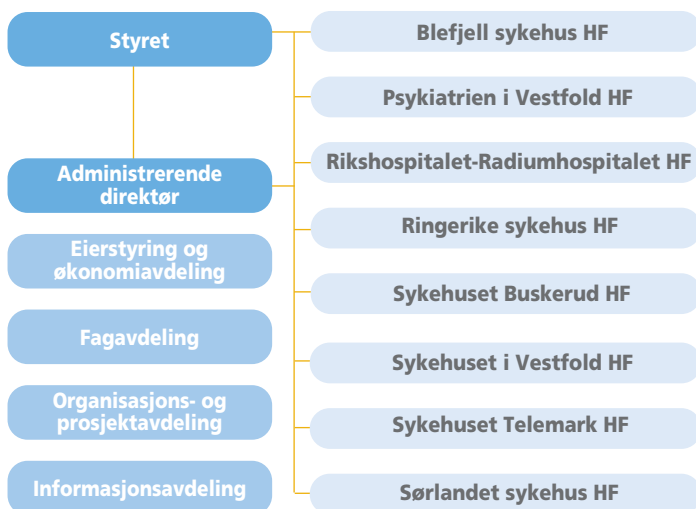 Styret
Administrerende
direktør
Eierstyring og
økonomiavdeling
Fagavdeling
Organisasjons- og
prosjektavdeling
Informasjonsavdeling
Blefjell sykehus HF
Psykiatrien i Vestfold HF
Rikshospitalet-Radiumhospitalet HF
Ringerike sykehus HF
Sykehuset Buskerud HF
Sykehuset i Vestfold HF
Sykehuset Telemark HF
Sørlandet sykehus HF